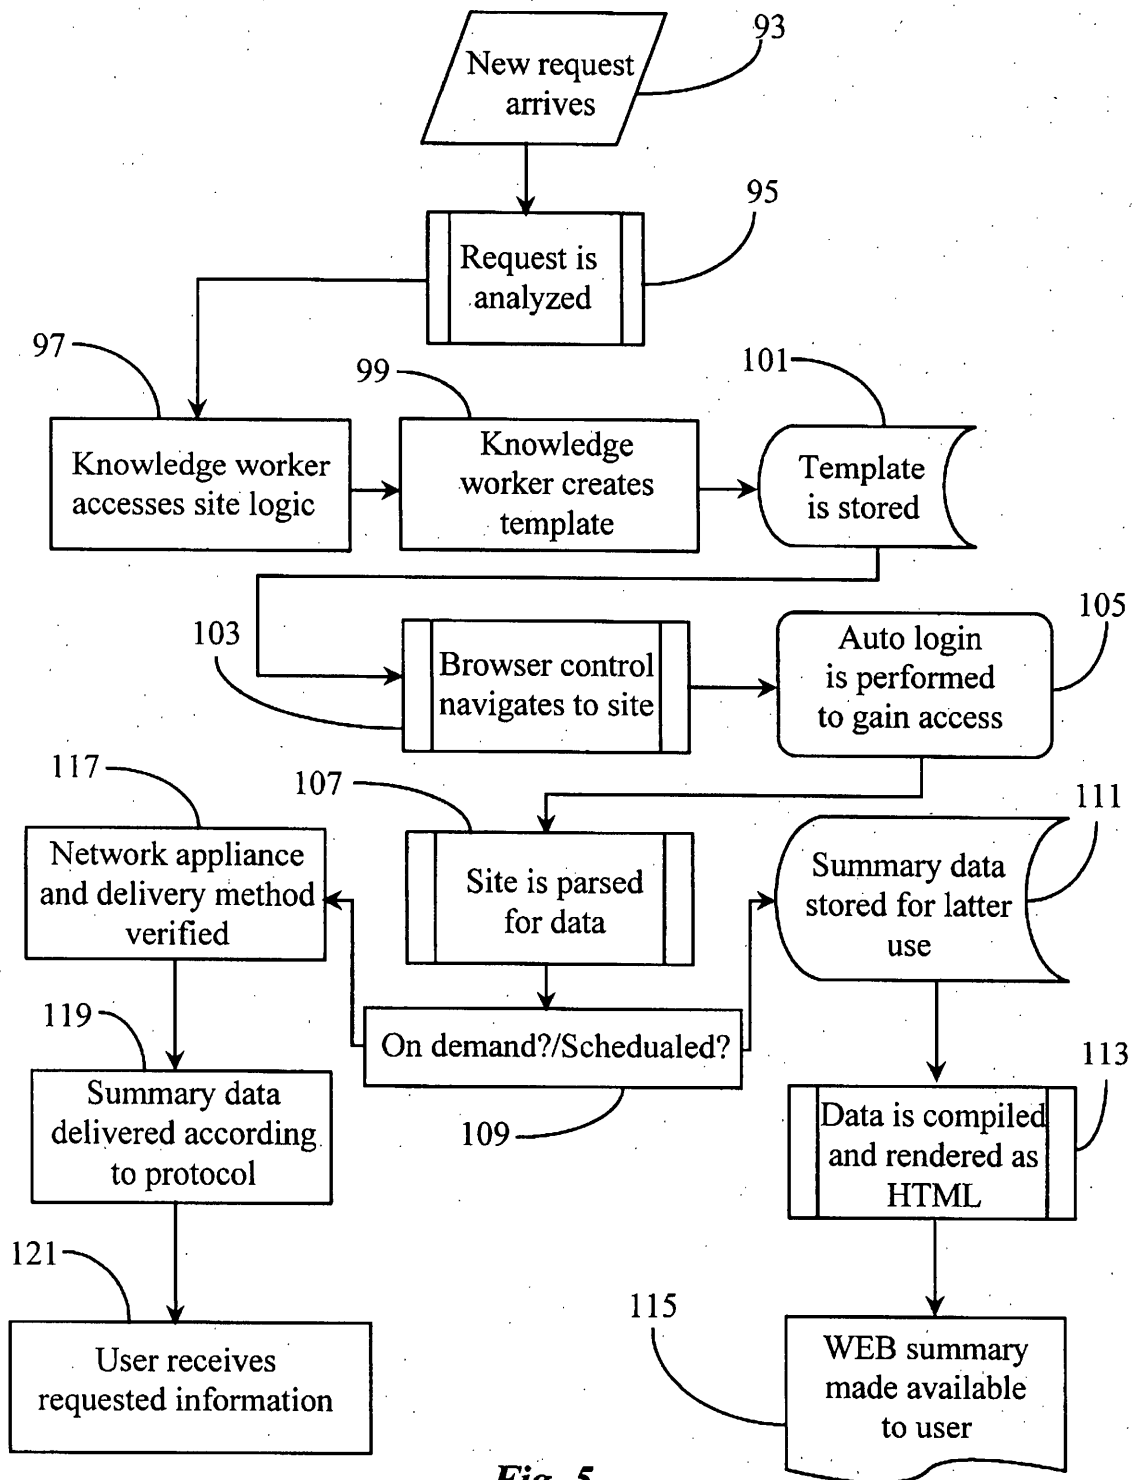 93
New request
arrives
95
Request is
analyzed
97
Knowledge worker
accesses site logic
99
Knowledge
worker creates
template
101
Template
is stored
103
Browser control
navigates to site
105
Auto login
is performed
to gain access
107
Site is parsed
for data
109
On demand?/Schedualed?
111
Summary data
stored for latter
use
113
Data is compiled
and rendered as
HTML
115
WEB summary
made available
to user
117
Network appliance
and delivery method
verified
119
Summary data
delivered according
to protocol
121
User receives
requested information
Fig. 5